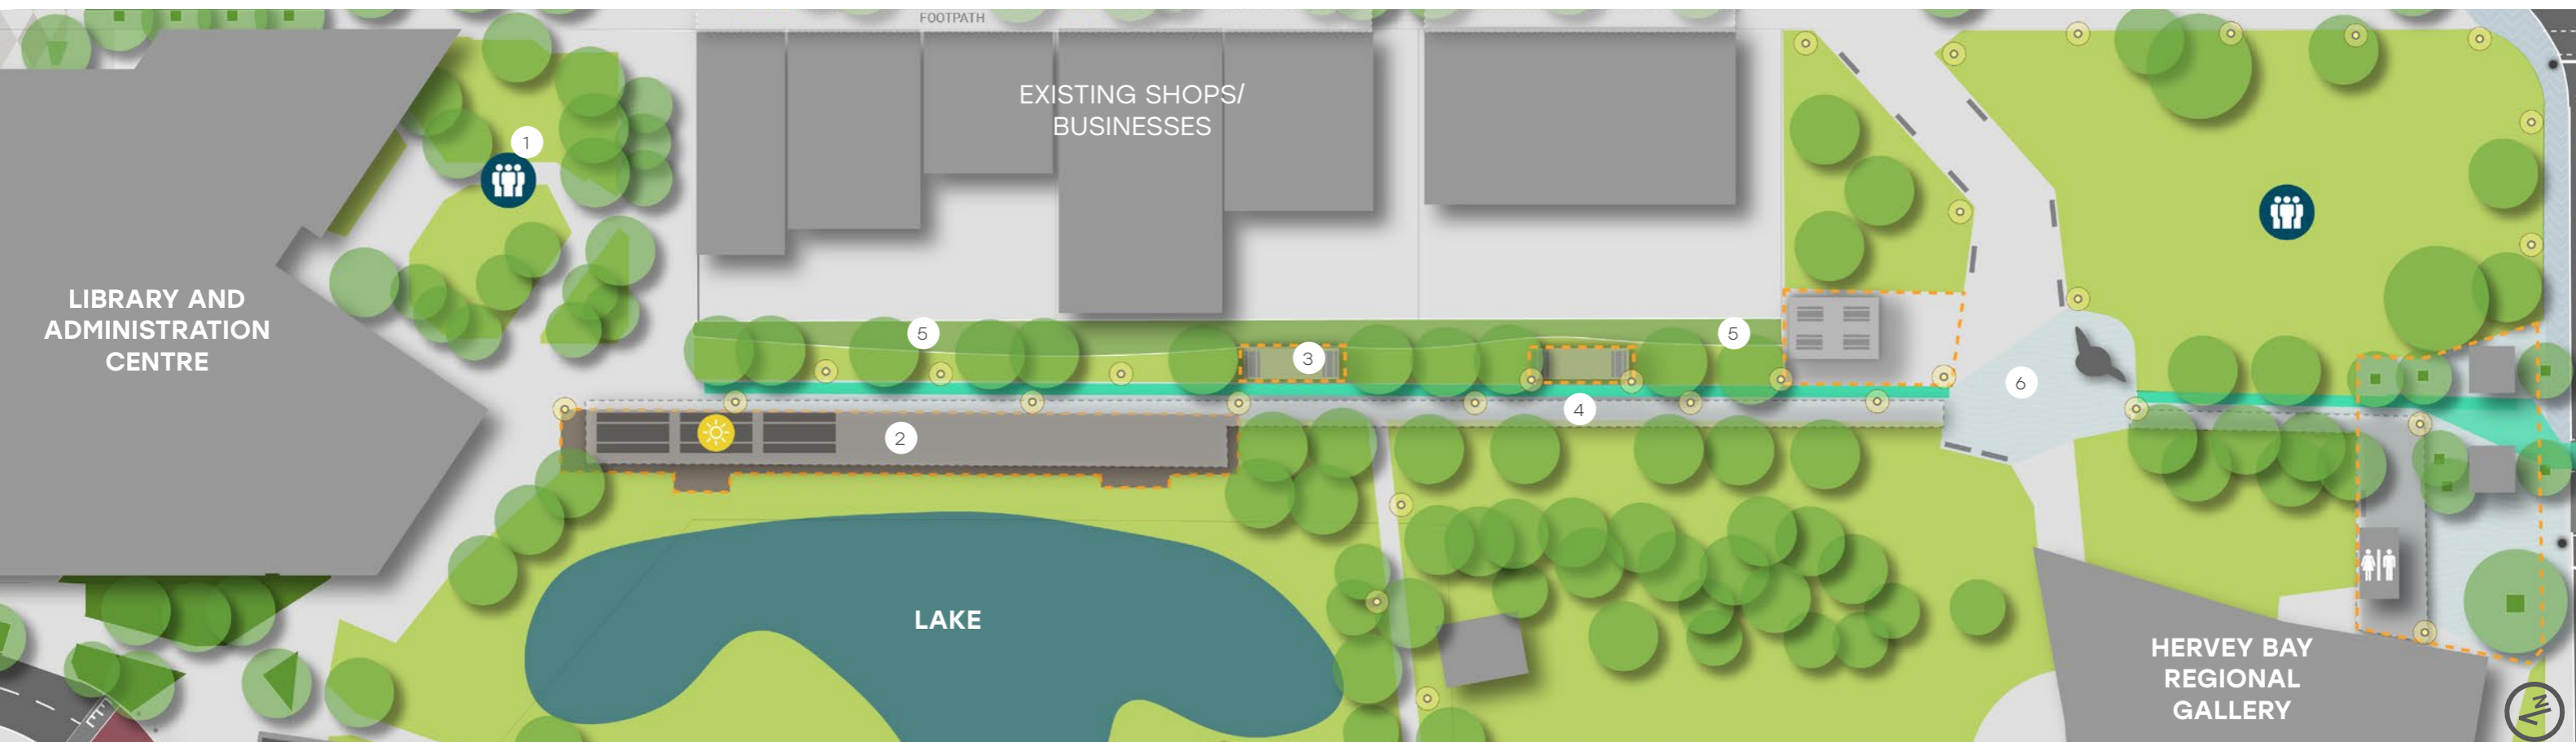 FOOTPATH
EXISTING SHOPS/
BUSINESSES
1
LIBRARY AND
ADMINISTRATION
CENTRE
5
5
3
6
4
2
LAKE
HERVEY BAY
REGIONAL
GALLERY
N